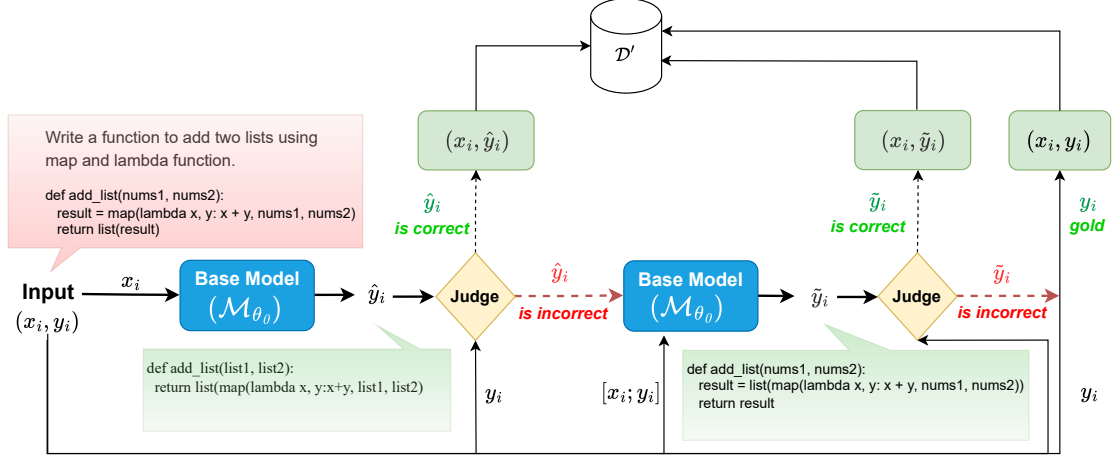 𝒟′
(x_i, ŷ_i)
(x_i, ỹ_i)
(x_i, y_i)
Write a function to add two lists using
map and lambda function.
def add_list(nums1, nums2):
result = map(lambda x, y: x + y, nums1, nums2)
return list(result)
ŷ_i
is correct
ỹ_i
is correct
y_i
gold
Input
(x_i, y_i)
x_i
Base Model
(ℳ_θ₀)
ŷ_i
Judge
ŷ_i
is incorrect
Base Model
(ℳ_θ₀)
ỹ_i
Judge
ỹ_i
is incorrect
def add_list(list1, list2):
return list(map(lambda x, y:x+y, list1, list2)
y_i
[x_i; y_i]
def add_list(nums1, nums2):
result = list(map(lambda x, y: x + y, nums1, nums2))
return result
y_i